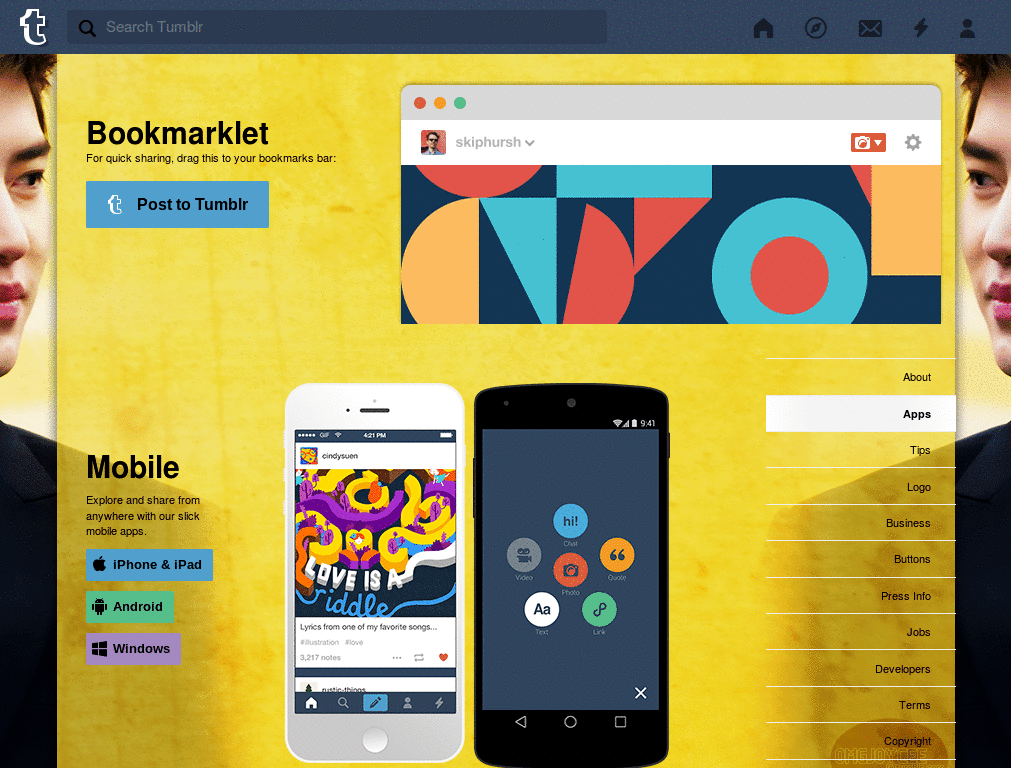 t Search Tumblr
Bookmarklet
For quick sharing, drag this to your bookmarks bar:
t Post to Tumblr
skiphursh
About
Apps
Tips
Logo
Business
Buttons
Press Info
Jobs
Developers
Terms
Copyright
Mobile
Explore and share from
anywhere with our slick
mobile apps.
iPhone & iPad
Android
Windows
GIF 4:21 PM
cindysuen
LOVE IS A
riddle
Lyrics from one of my favorite songs...
#illustration #love
3,217 notes
rustic-things
9:41
hi!
Chat
Video
Quote
Photo
Aa
Text
Link